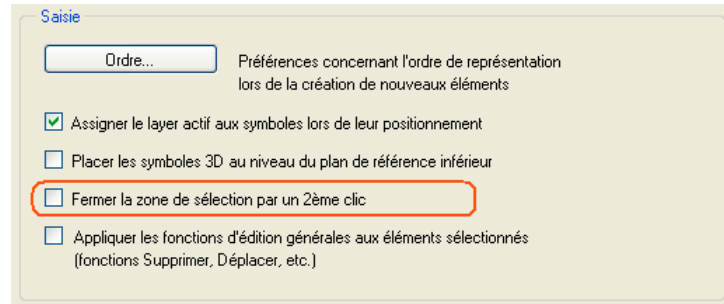 Saisie
Ordre...
Préférences concernant l'ordre de représentation
lors de la création de nouveaux éléments
Assigner le layer actif aux symboles lors de leur positionnement
Placer les symboles 3D au niveau du plan de référence inférieur
Fermer la zone de sélection par un 2ème clic
Appliquer les fonctions d'édition générales aux éléments sélectionnés
(fonctions Supprimer, Déplacer, etc.)